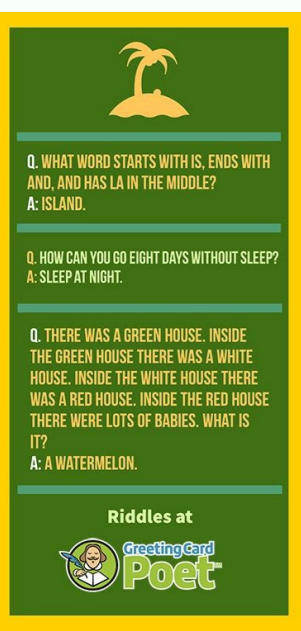 Q. WHAT WORD STARTS WITH IS, ENDS WITH
AND, AND HAS LA IN THE MIDDLE?
A: ISLAND.
Q. HOW CAN YOU GO EIGHT DAYS WITHOUT SLEEP?
A: SLEEP AT NIGHT.
Q. THERE WAS A GREEN HOUSE. INSIDE
THE GREEN HOUSE THERE WAS A WHITE
HOUSE. INSIDE THE WHITE HOUSE THERE
WAS A RED HOUSE. INSIDE THE RED HOUSE
THERE WERE LOTS OF BABIES. WHAT IS
IT?
A: A WATERMELON.
Riddles at
Greeting Card
Poet